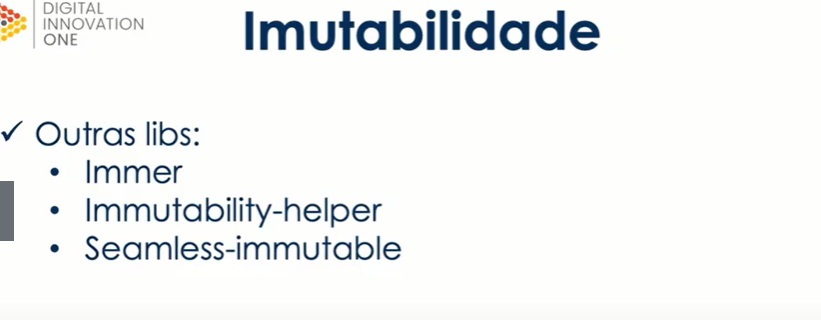 DIGITAL
INNOVATION
ONE
Imutabilidade
✓ Outras libs:
• Immer
• Immutability-helper
• Seamless-immutable